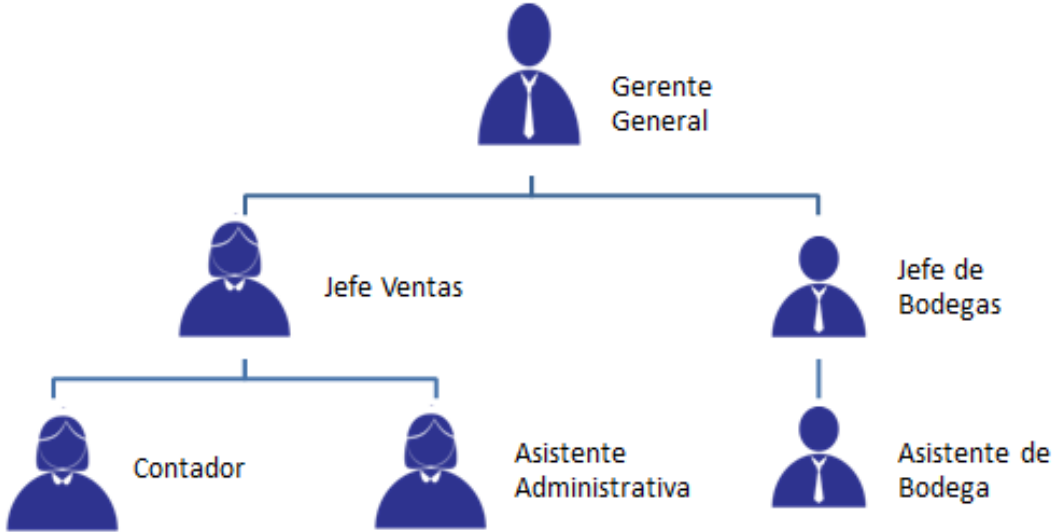 Gerente
General
Jefe Ventas
Jefe de
Bodegas
Contador
Asistente
Administrativa
Asistente de
Bodega